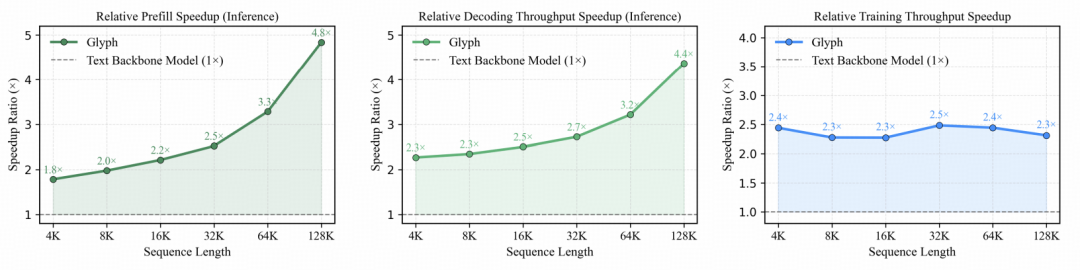 Relative Prefill Speedup (Inference)
Speedup Ratio (×)
5
4
3
2
1
Glyph
Text Backbone Model (1×)
1.8×
2.0×
2.2×
2.5×
3.3×
4.8×
4K
8K
16K
32K
64K
128K
Sequence Length
Relative Decoding Throughput Speedup (Inference)
Speedup Ratio (×)
5
4
3
2
1
Glyph
Text Backbone Model (1×)
2.3×
2.3×
2.5×
2.7×
3.2×
4.4×
4K
8K
16K
32K
64K
128K
Sequence Length
Relative Training Throughput Speedup
Speedup Ratio (×)
4.0
3.5
3.0
2.5
2.0
1.5
1.0
Glyph
Text Backbone Model (1×)
2.4×
2.3×
2.3×
2.5×
2.4×
2.3×
4K
8K
16K
32K
64K
128K
Sequence Length